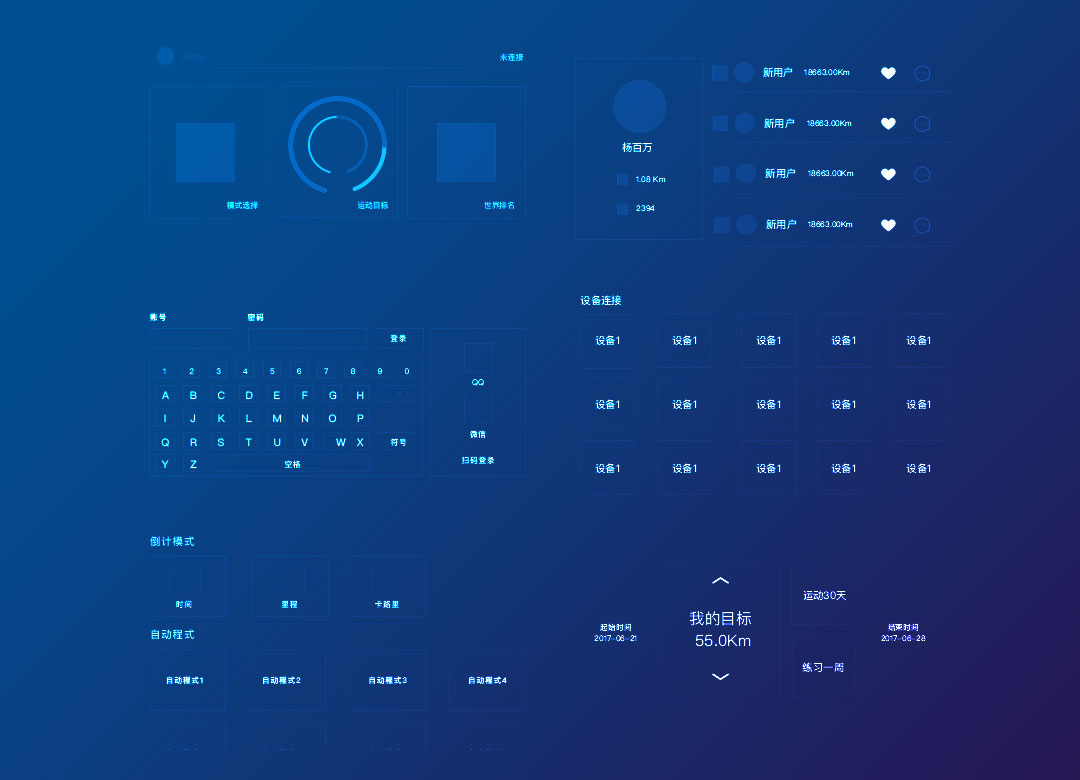 杨百万
未连接
模式选择
运动目标
世界排名
杨百万
1.08 Km
2394
新用户 18663.00Km
新用户 18663.00Km
新用户 18663.00Km
新用户 18663.00Km
账号 密码
登录
1 2 3 4 5 6 7 8 9 0
A B C D E F G H
I J K L M N O P
Q R S T U V W X 符号
Y Z 空格
QQ
微信
扫码登录
设备连接
设备1 设备1 设备1 设备1 设备1
设备1 设备1 设备1 设备1 设备1
设备1 设备1 设备1 设备1 设备1
倒计模式
时间 里程 卡路里
自动程式
自动程式1 自动程式2 自动程式3 自动程式4
起始时间
2017-06-21
我的目标
55.0Km
运动30天
练习一周
结束时间
2017-06-28